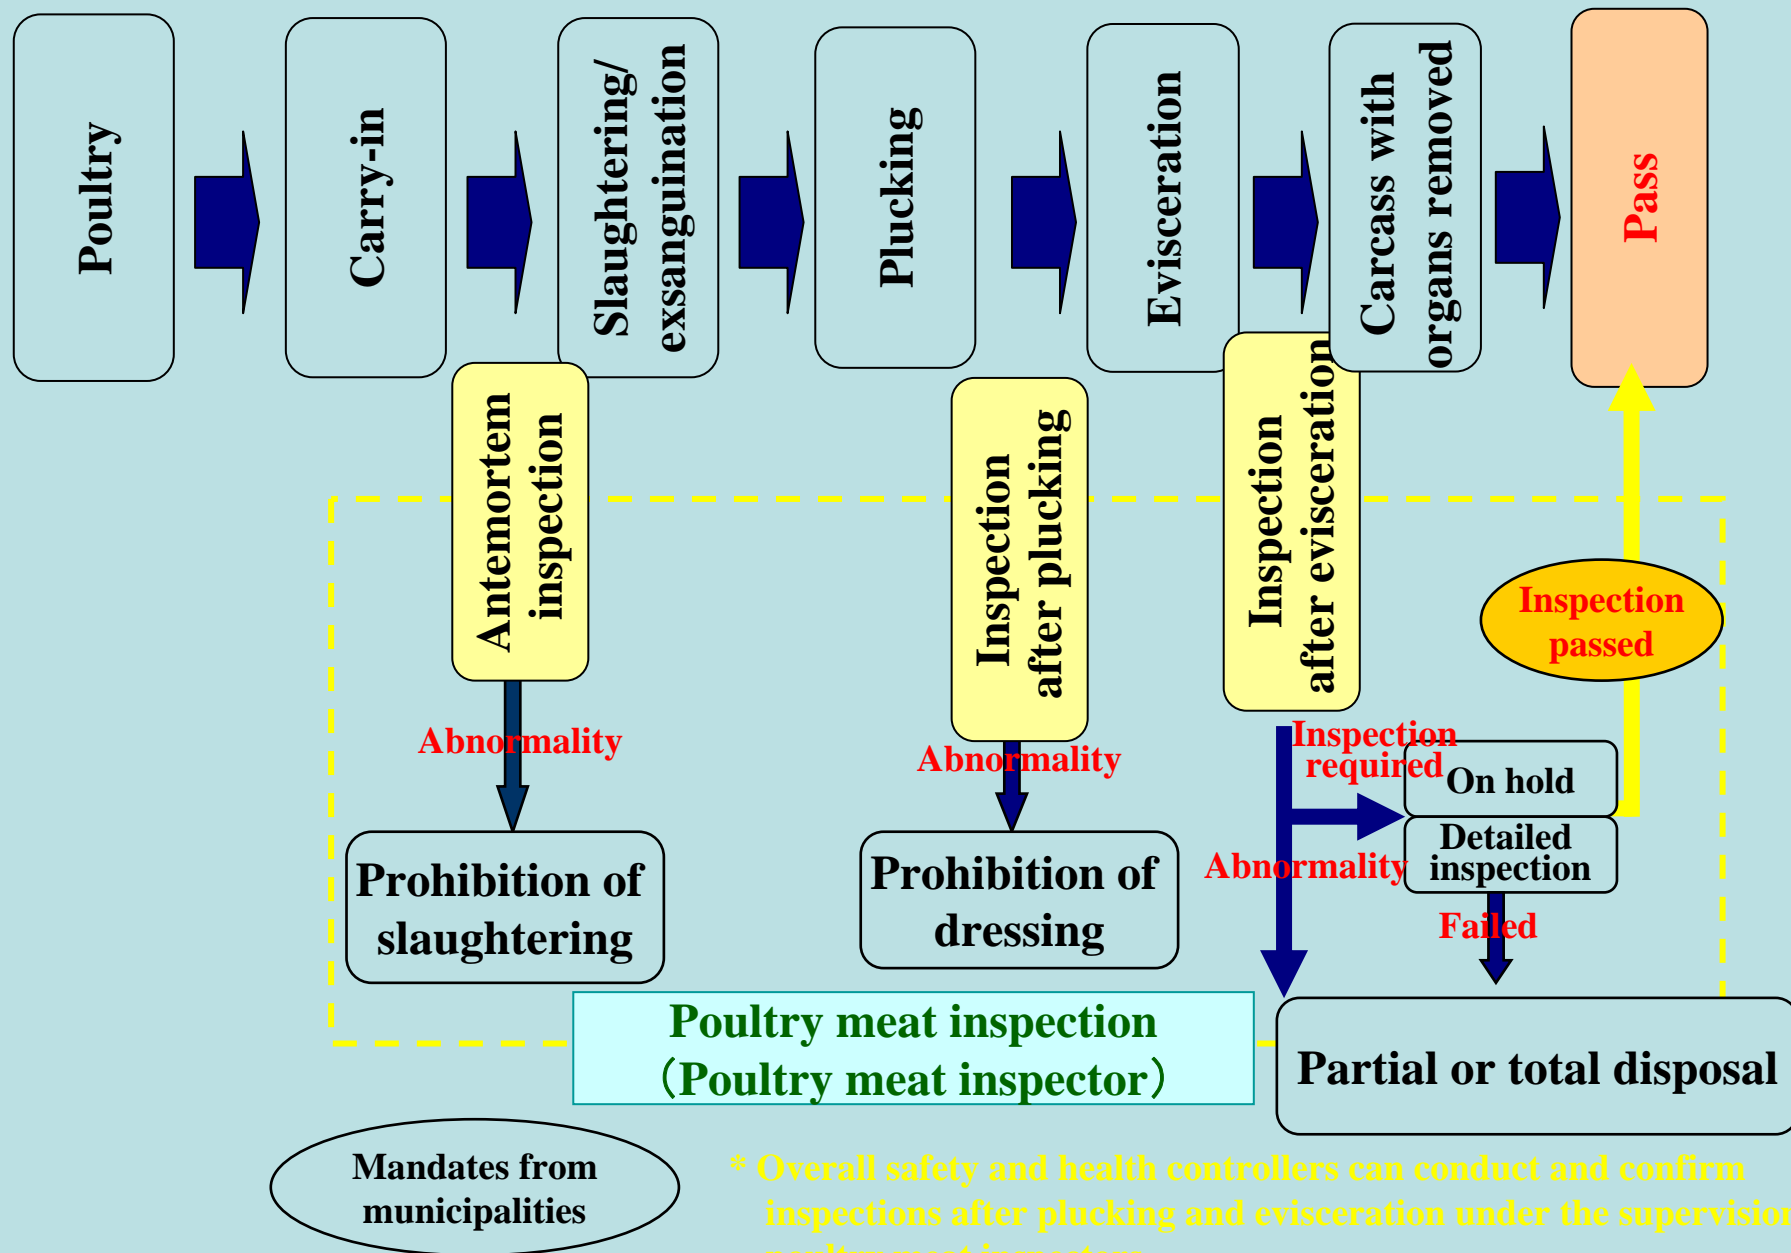 Poultry
Carry-in
Slaughtering/
exsanguination
Plucking
Evisceration
Carcass with
organs removed
Pass
Antemortem
inspection
Inspection
after plucking
Inspection
after evisceration
Inspection
passed
Abnormality
Abnormality
Inspection
required
On hold
Abnormality
Detailed
inspection
Failed
Prohibition of
slaughtering
Prohibition of
dressing
Poultry meat inspection
（Poultry meat inspector）
Partial or total disposal
Mandates from
municipalities
* Overall safety and health controllers can conduct and confirm
inspections after plucking and evisceration under the supervision
poultry meat inspectors